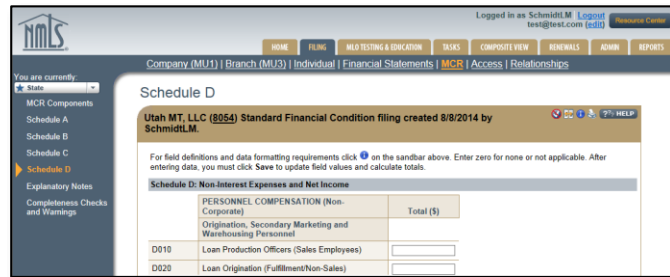 Logged in as SchmidtLM Logout
test@test.com (edit)
Resource Center
NMLS
HOME FILING MLO TESTING & EDUCATION TASKS COMPOSITE VIEW RENEWALS ADMIN REPORTS
Company (MU1) | Branch (MU3) | Individual | Financial Statements | MCR | Access | Relationships
You are currently:
State
MCR Components
Schedule A
Schedule B
Schedule C
Schedule D
Explanatory Notes
Completeness Checks
and Warnings
Schedule D
Utah MT, LLC (8054) Standard Financial Condition filing created 8/8/2014 by
SchmidtLM.
HELP
For field definitions and data formatting requirements click i on the sandbar above. Enter zero for none or not applicable. After
entering data, you must click Save to update field values and calculate totals.
Schedule D: Non-Interest Expenses and Net Income
PERSONNEL COMPENSATION (Non-
Corporate)
Total ($)
Origination, Secondary Marketing and
Warehousing Personnel
D010 Loan Production Officers (Sales Employees)
D020 Loan Origination (Fulfillment/Non-Sales)